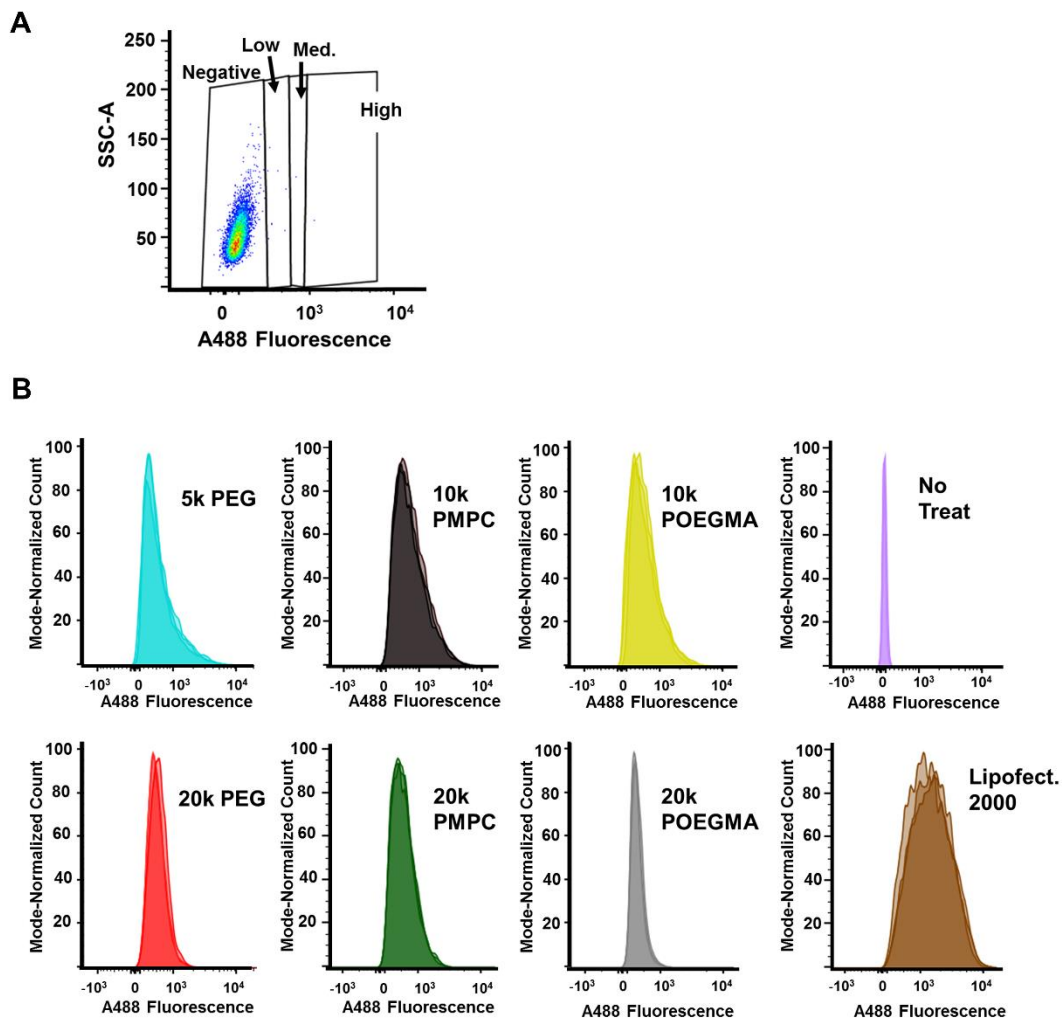 A
250
200
150
100
50
SSC-A
Negative
Low
Med.
High
0 10³ 10⁴
A488 Fluorescence
B
100
80
60
40
20
Mode-Normalized Count
5k PEG
-10³ 0 10³ 10⁴
A488 Fluorescence
100
80
60
40
20
Mode-Normalized Count
10k
PMPC
-10³ 0 10³ 10⁴
A488 Fluorescence
100
80
60
40
20
Mode-Normalized Count
10k
POEGMA
-10³ 0 10³ 10⁴
A488 Fluorescence
100
80
60
40
20
Mode-Normalized Count
No
Treat
-10³ 0 10³ 10⁴
A488 Fluorescence
100
80
60
40
20
Mode-Normalized Count
20k PEG
-10³ 0 10³ 10⁴
A488 Fluorescence
100
80
60
40
20
Mode-Normalized Count
20k
PMPC
-10³ 0 10³ 10⁴
A488 Fluorescence
100
80
60
40
20
Mode-Normalized Count
20k
POEGMA
-10³ 0 10³ 10⁴
A488 Fluorescence
100
80
60
40
20
Mode-Normalized Count
Lipofect.
2000
-10³ 0 10³ 10⁴
A488 Fluorescence